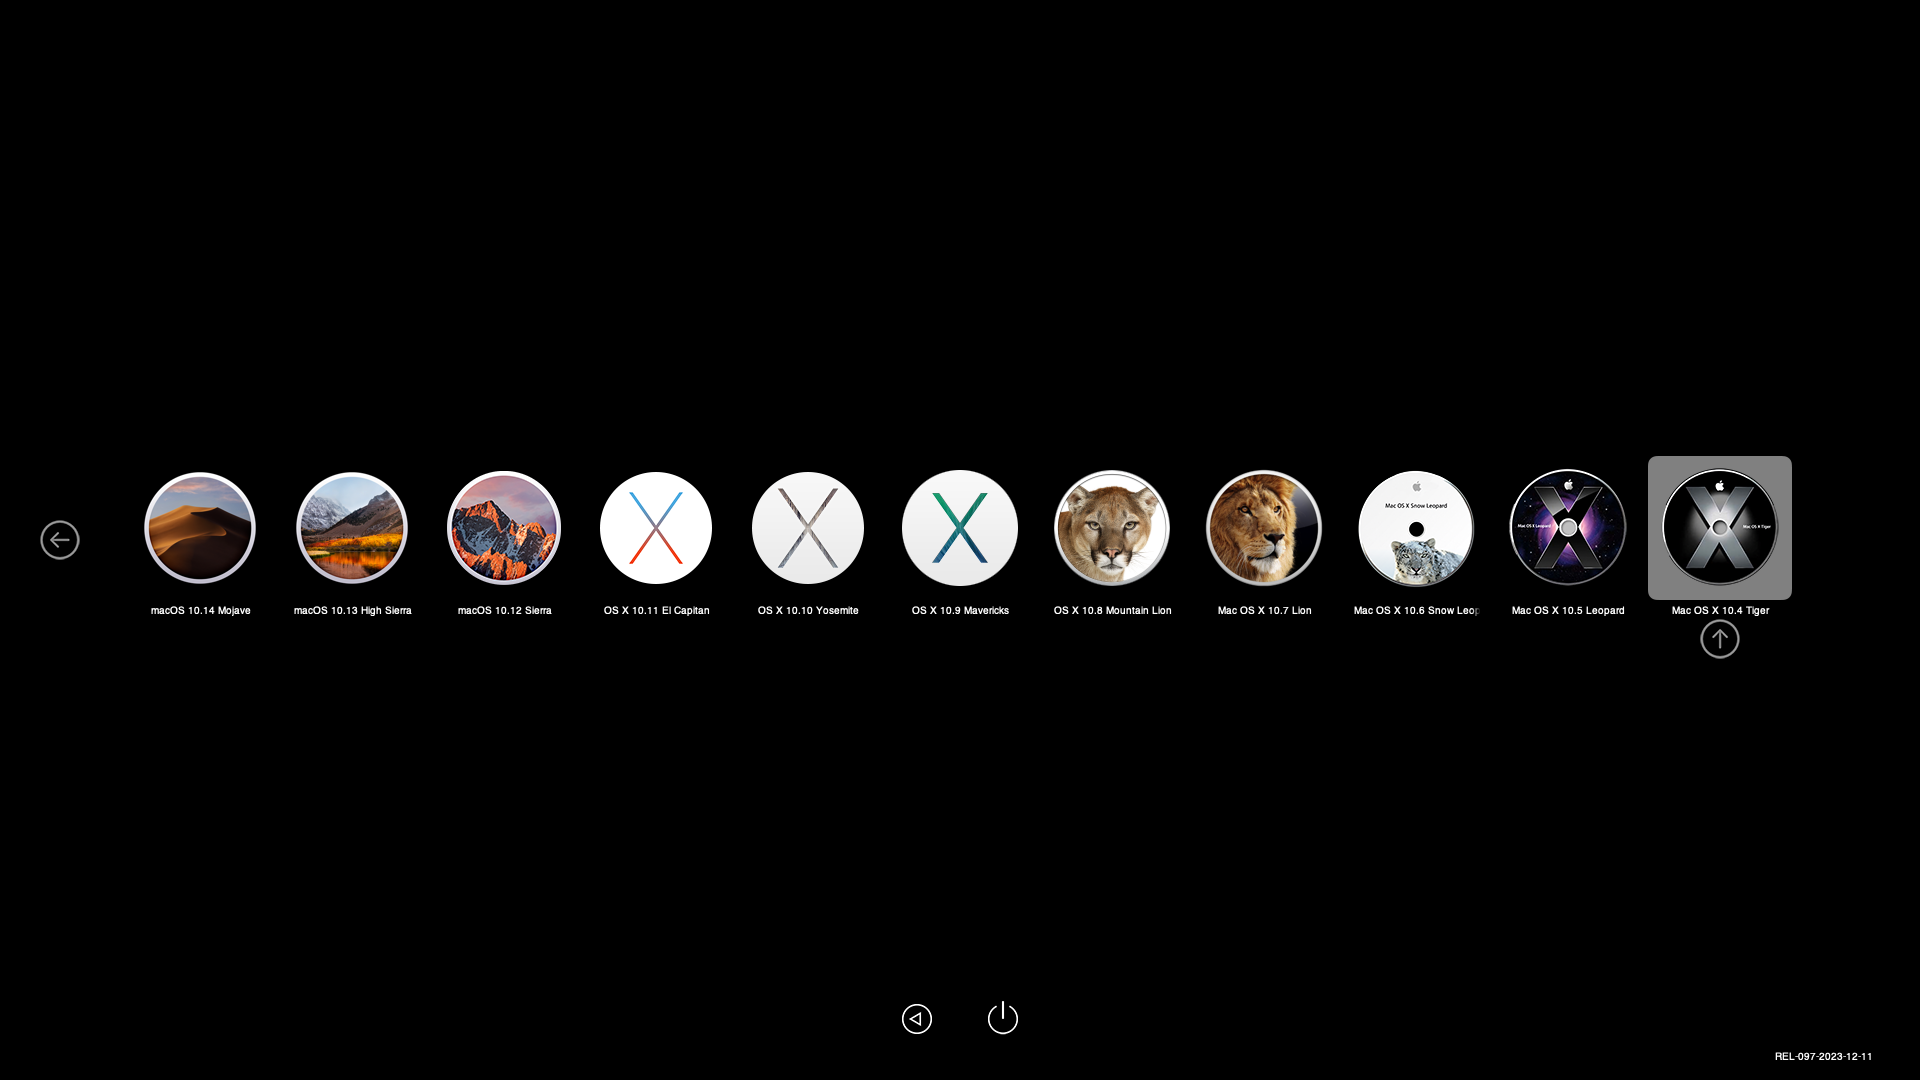 Mac OS X Snow Leopard
Mac OS X Leopard
Mac OS X Tiger
macOS 10.14 Mojave
macOS 10.13 High Sierra
macOS 10.12 Sierra
OS X 10.11 El Capitan
OS X 10.10 Yosemite
OS X 10.9 Mavericks
OS X 10.8 Mountain Lion
Mac OS X 10.7 Lion
Mac OS X 10.6 Snow Leop
Mac OS X 10.5 Leopard
Mac OS X 10.4 Tiger
REL-097-2023-12-11